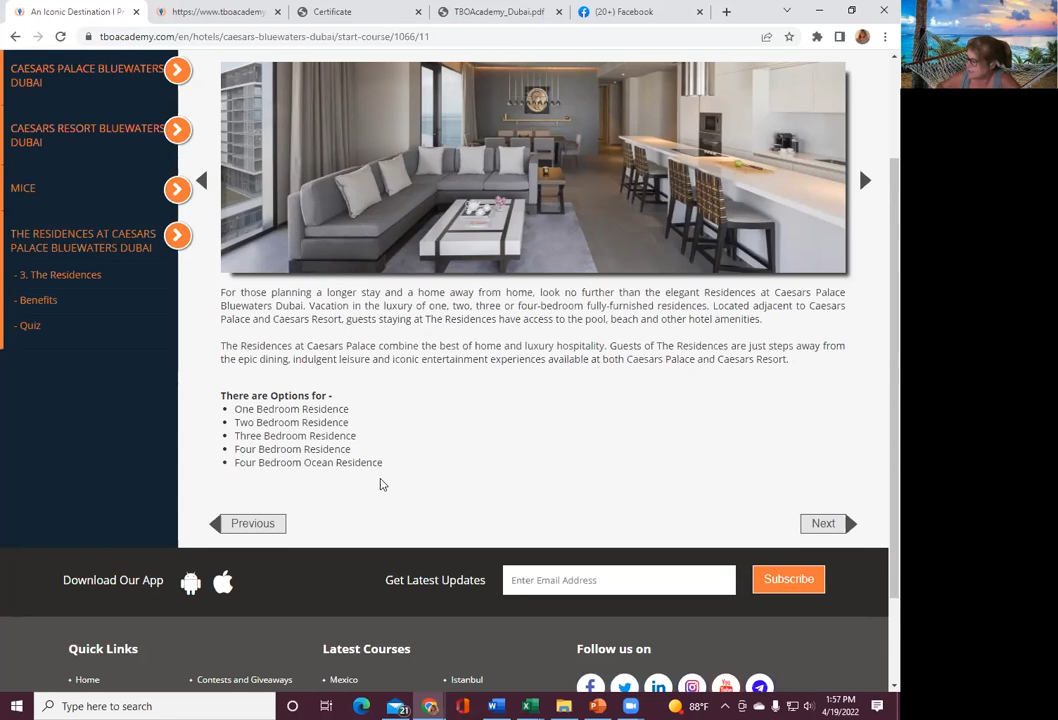 An Iconic Destination I P
https://www.tboacademy
Certificate
TBOAcademy_Dubai.pdf
(20+) Facebook
tboacademy.com/en/hotels/caesars-bluewaters-dubai/start-course/1066/11
CAESARS PALACE BLUEWATERS
DUBAI
CAESARS RESORT BLUEWATERS
DUBAI
MICE
THE RESIDENCES AT CAESARS
PALACE BLUEWATERS DUBAI
- 3. The Residences
- Benefits
- Quiz
For those planning a longer stay and a home away from home, look no further than the elegant Residences at Caesars Palace
Bluewaters Dubai. Vacation in the luxury of one, two, three or four-bedroom fully-furnished residences. Located adjacent to Caesars
Palace and Caesars Resort, guests staying at The Residences have access to the pool, beach and other hotel amenities.
The Residences at Caesars Palace combine the best of home and luxury hospitality. Guests of The Residences are just steps away from
the epic dining, indulgent leisure and iconic entertainment experiences available at both Caesars Palace and Caesars Resort.
There are Options for -
• One Bedroom Residence
• Two Bedroom Residence
• Three Bedroom Residence
• Four Bedroom Residence
• Four Bedroom Ocean Residence
Previous
Next
Download Our App
Get Latest Updates
Enter Email Address
Subscribe
Quick Links
Latest Courses
Follow us on
• Home
• Contests and Giveaways
• Mexico
• Istanbul
Type here to search
21
88°F
1:57 PM
4/19/2022